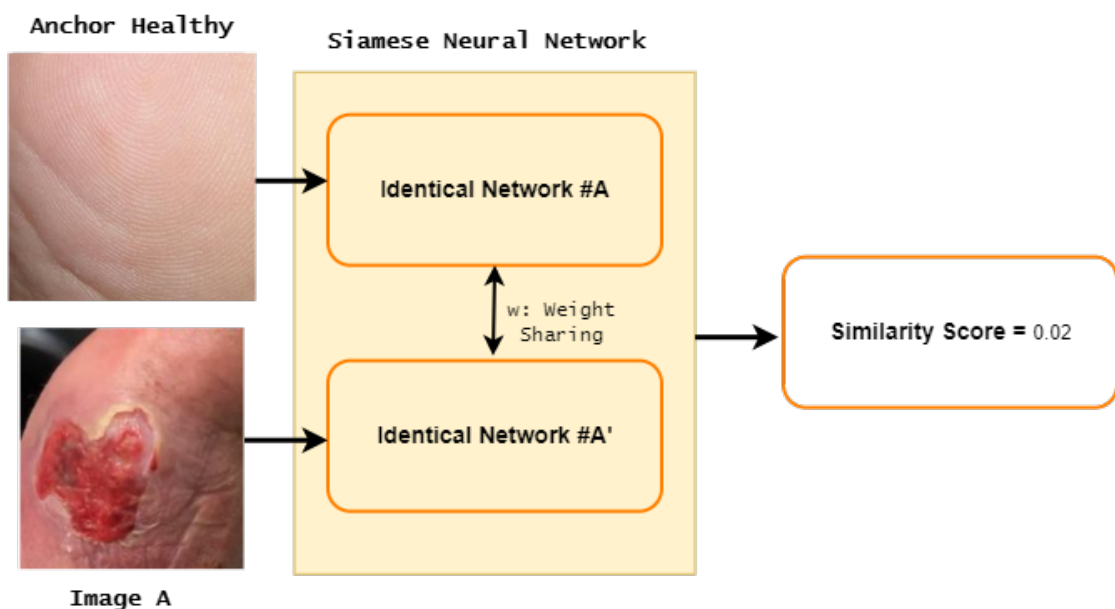 Anchor Healthy
Siamese Neural Network
Identical Network #A
w: Weight
Sharing
Identical Network #A'
Similarity Score = 0.02
Image A